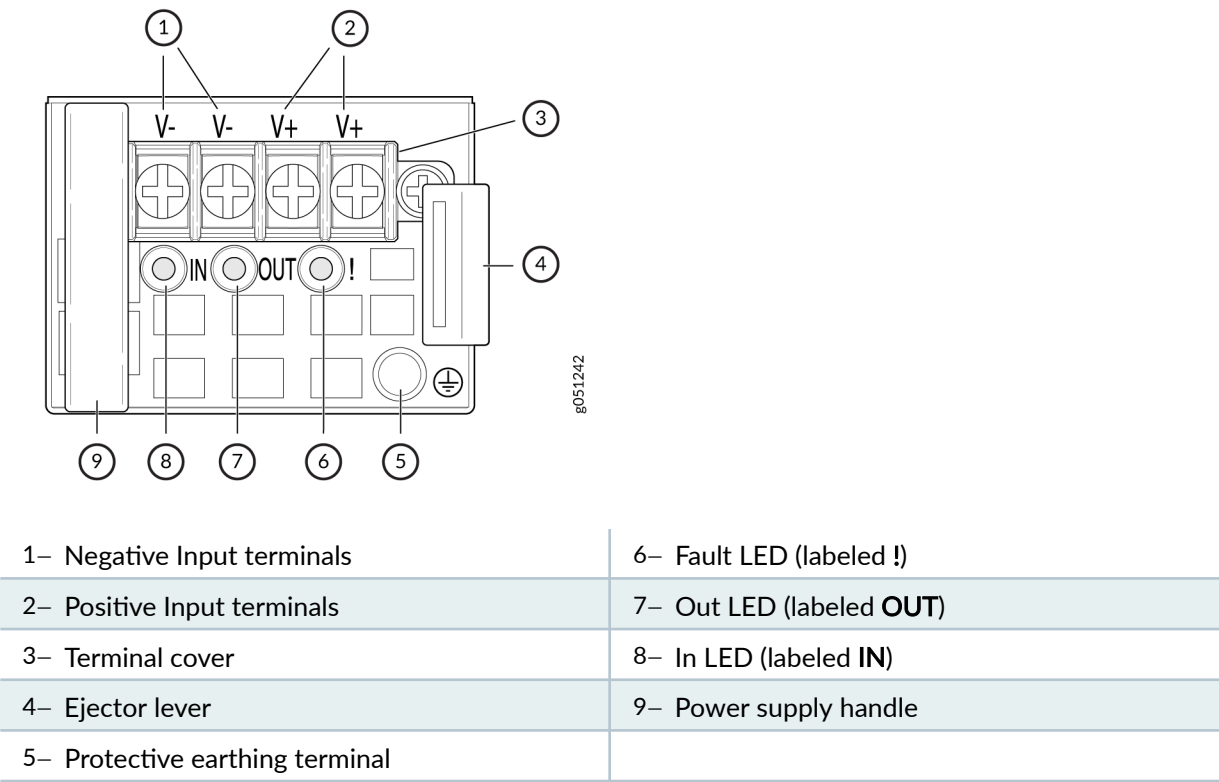 1 2
V- V- V+ V+
3
IN OUT !
4
g051242
9 8 7 6 5
1– Negative Input terminals
6– Fault LED (labeled !)
2– Positive Input terminals
7– Out LED (labeled OUT)
3– Terminal cover
8– In LED (labeled IN)
4– Ejector lever
9– Power supply handle
5– Protective earthing terminal